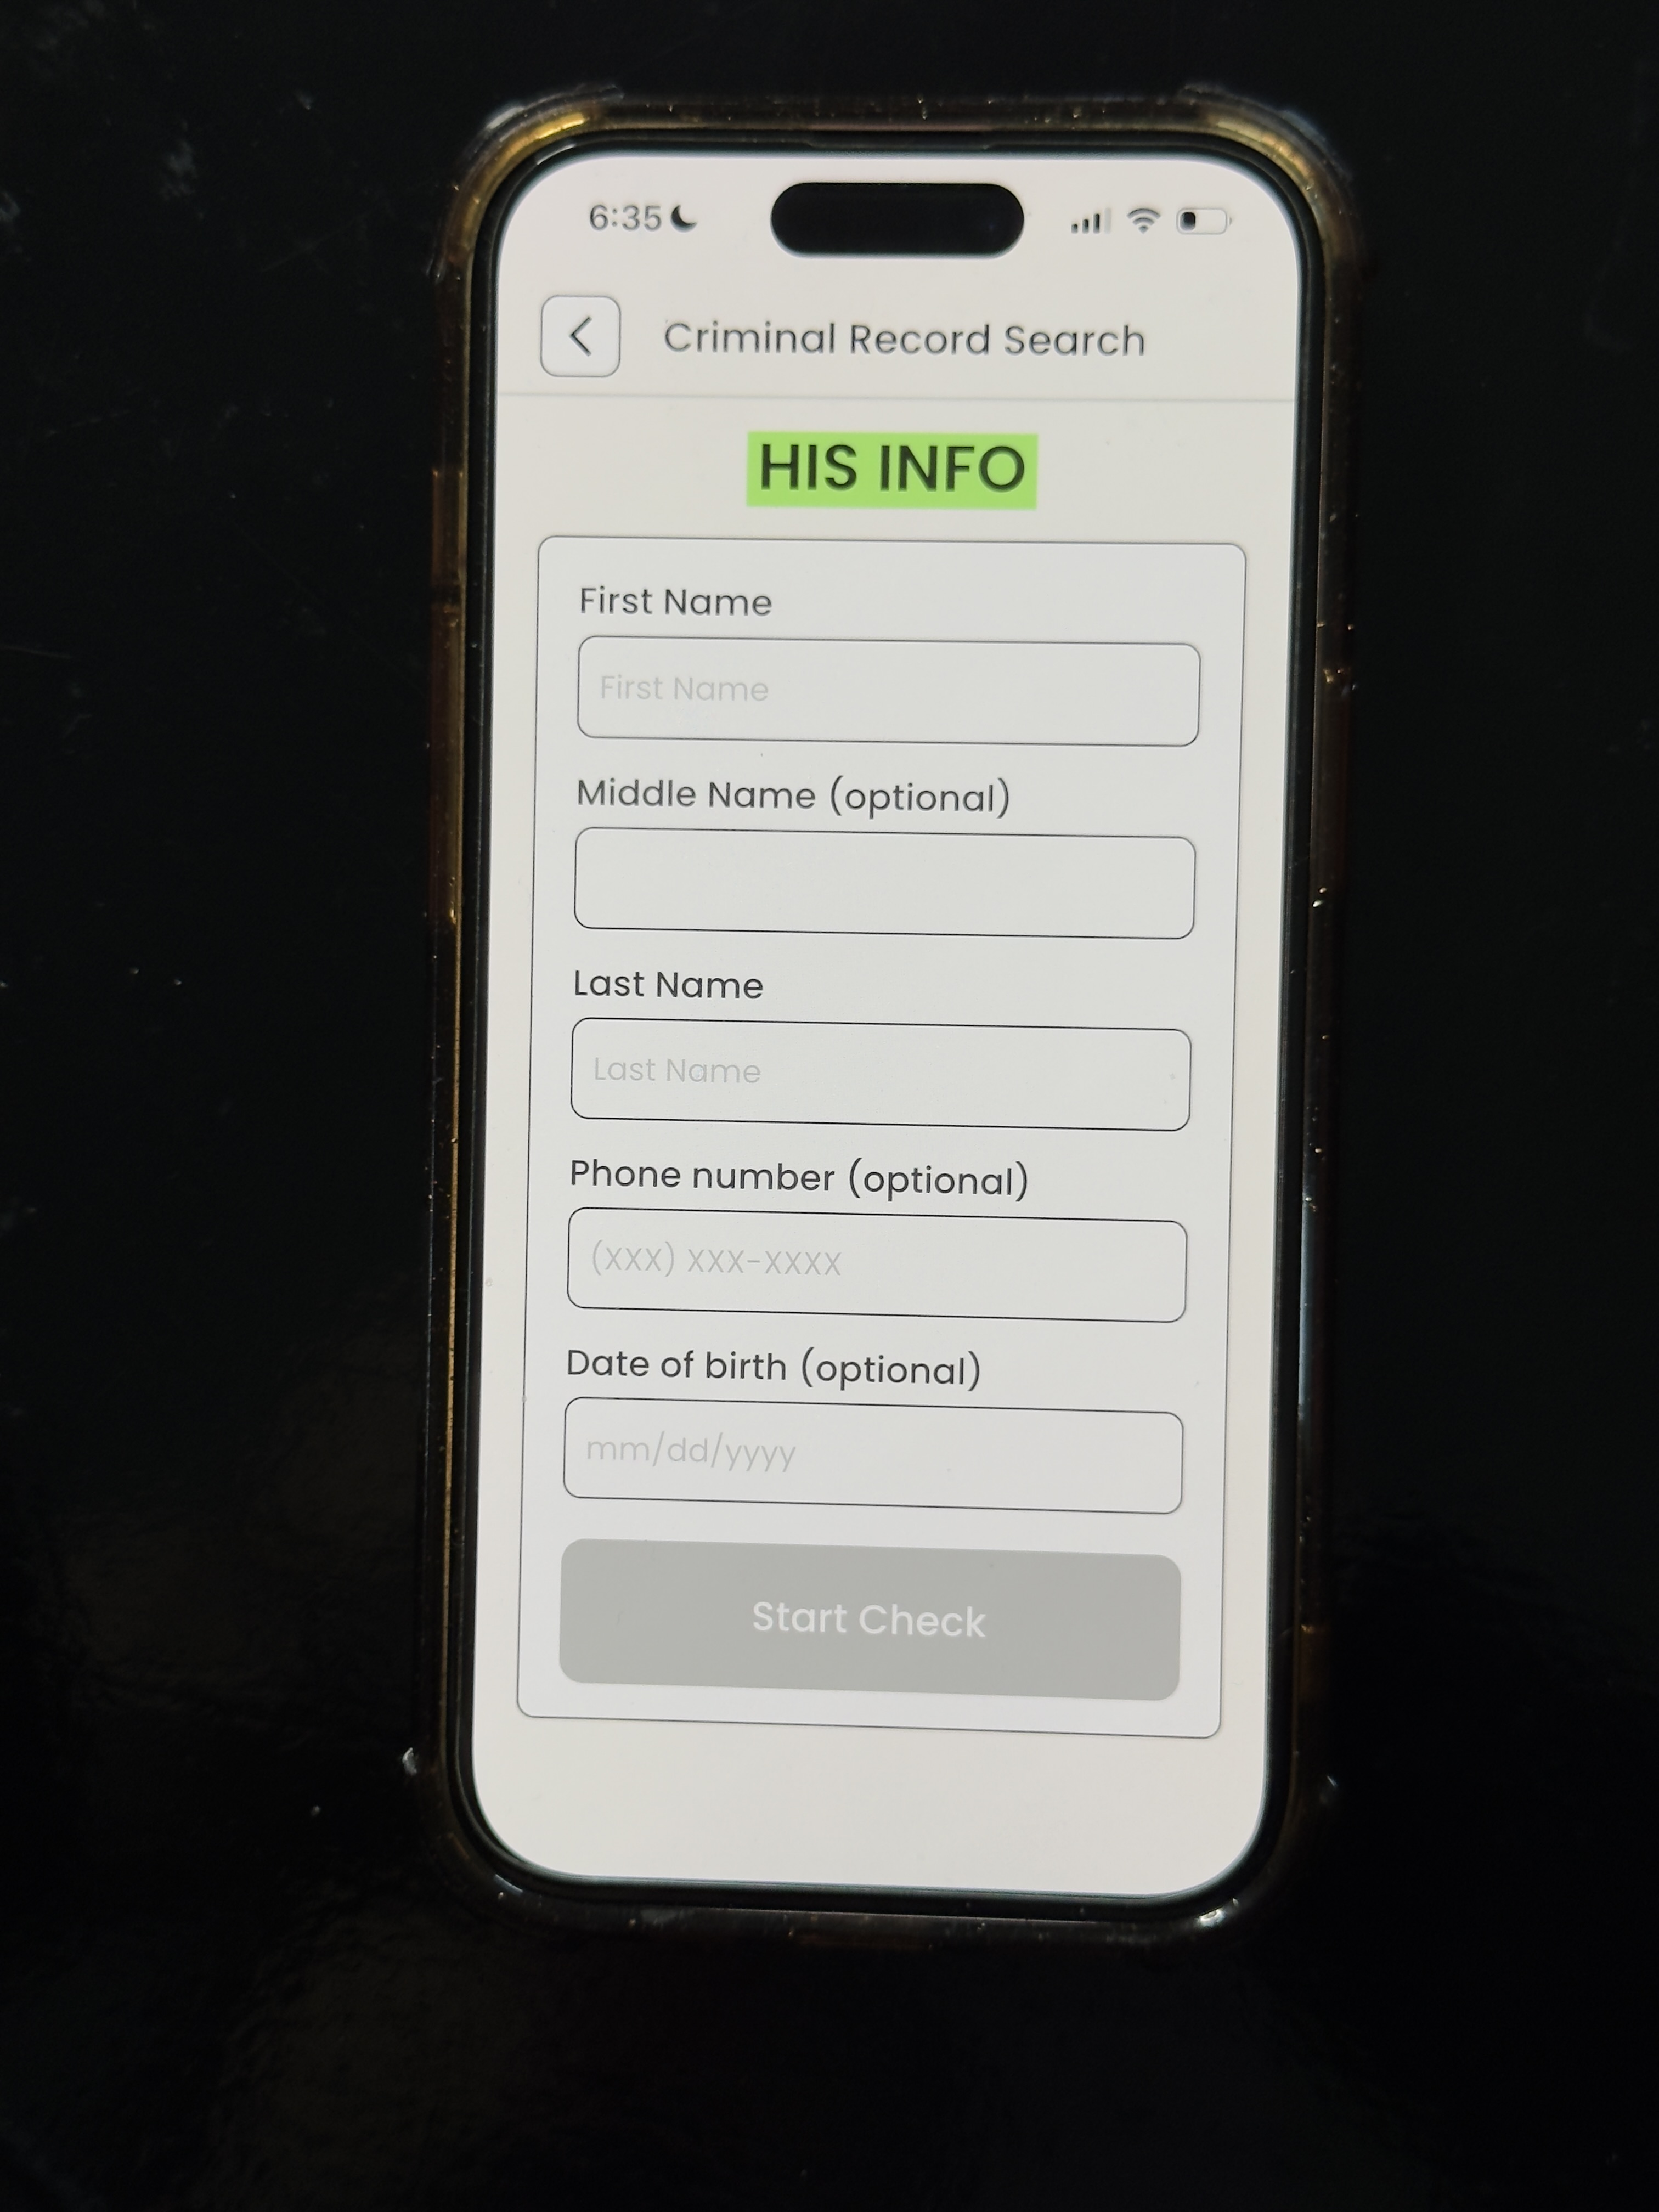 6:35
Criminal Record Search
HIS INFO
First Name
First Name
Middle Name (optional)
Last Name
Last Name
Phone number (optional)
(XXX) XXX-XXXX
Date of birth (optional)
mm/dd/yyyy
Start Check